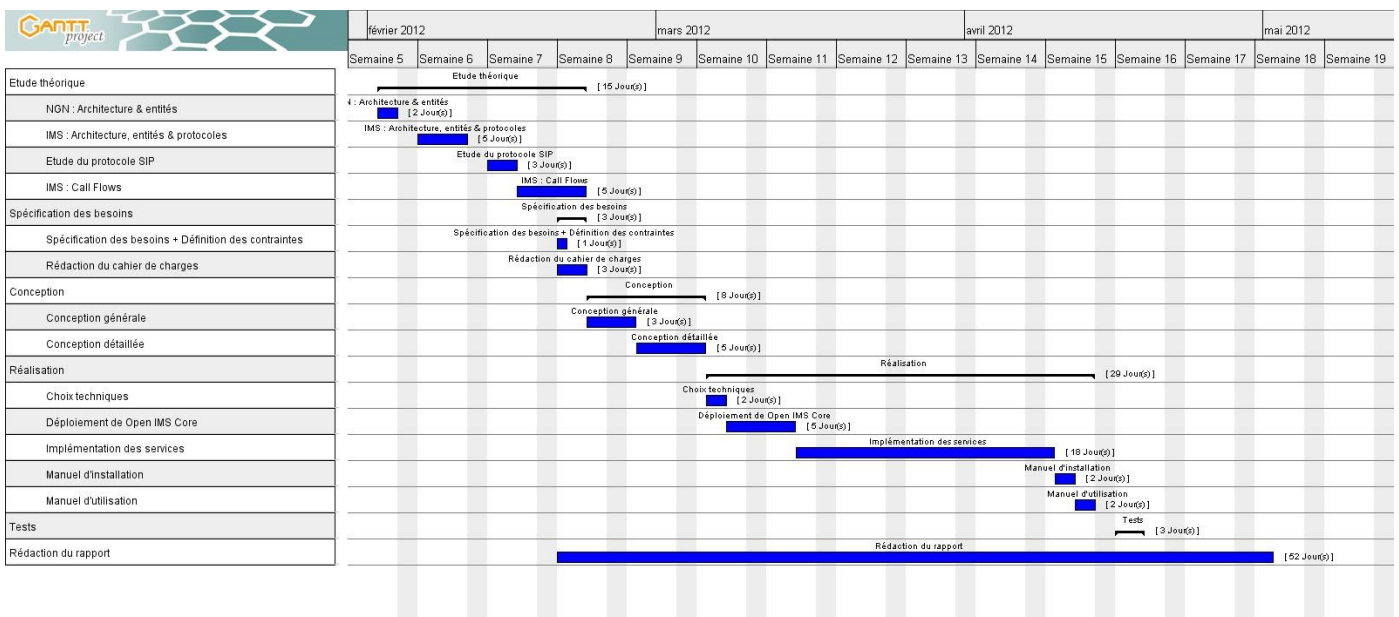 GANTT
project
février 2012 mars 2012 avril 2012 mai 2012
Semaine 5 Semaine 6 Semaine 7 Semaine 8 Semaine 9 Semaine 10 Semaine 11 Semaine 12 Semaine 13 Semaine 14 Semaine 15 Semaine 16 Semaine 17 Semaine 18 Semaine 19
Etude théorique
Etude théorique
[ 15 Jour(s) ]
NGN : Architecture & entités
: Architecture & entités
[ 2 Jour(s) ]
IMS : Architecture, entités & protocoles
IMS : Architecture, entités & protocoles
[ 5 Jour(s) ]
Etude du protocole SIP
Etude du protocole SIP
[ 3 Jour(s) ]
IMS : Call Flows
IMS : Call Flows
[ 5 Jour(s) ]
Spécification des besoins
Spécification des besoins
[ 3 Jour(s) ]
Spécification des besoins + Définition des contraintes
Spécification des besoins + Définition des contraintes
[ 1 Jour(s) ]
Rédaction du cahier de charges
Rédaction du cahier de charges
[ 3 Jour(s) ]
Conception
Conception
[ 8 Jour(s) ]
Conception générale
Conception générale
[ 3 Jour(s) ]
Conception détaillée
Conception détaillée
[ 5 Jour(s) ]
Réalisation
Réalisation
[ 29 Jour(s) ]
Choix techniques
Choix techniques
[ 2 Jour(s) ]
Déploiement de Open IMS Core
Déploiement de Open IMS Core
[ 5 Jour(s) ]
Implémentation des services
Implémentation des services
[ 18 Jour(s) ]
Manuel d'installation
Manuel d'installation
[ 2 Jour(s) ]
Manuel d'utilisation
Manuel d'utilisation
[ 2 Jour(s) ]
Tests
Tests
[ 3 Jour(s) ]
Rédaction du rapport
Rédaction du rapport
[ 52 Jour(s) ]